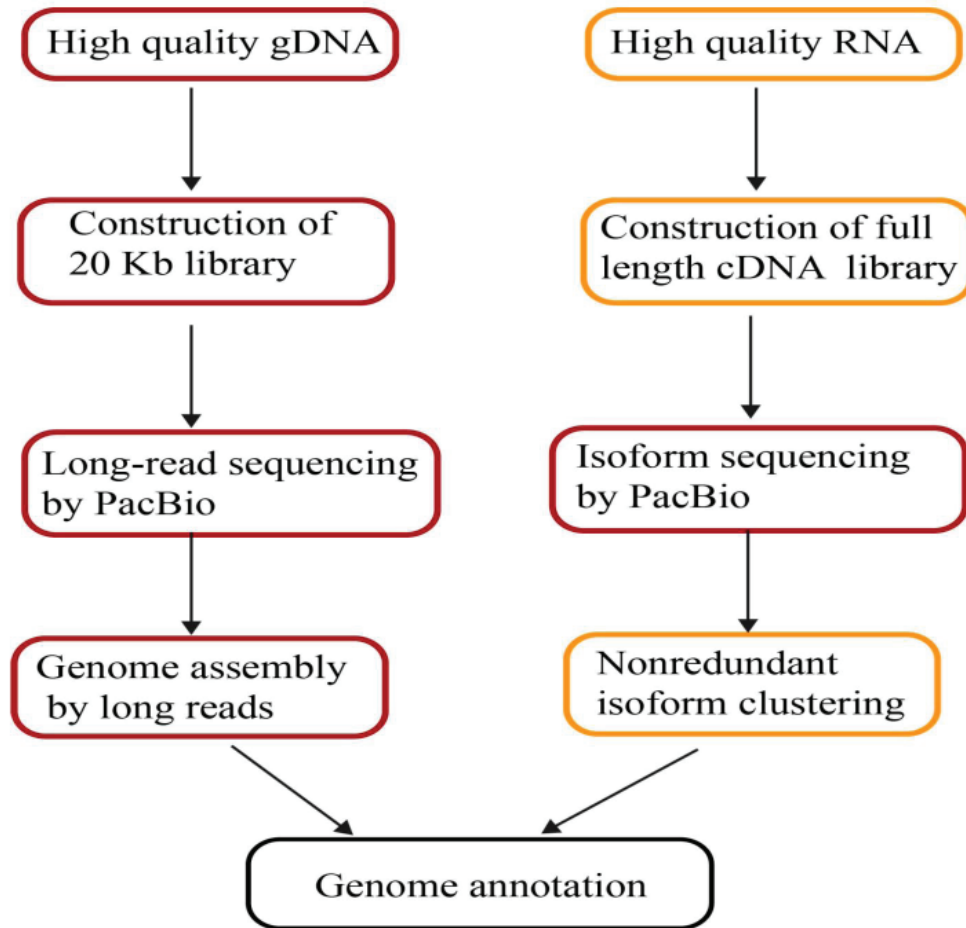 High quality gDNA
High quality RNA
Construction of
20 Kb library
Construction of full
length cDNA library
Long-read sequencing
by PacBio
Isoform sequencing
by PacBio
Genome assembly
by long reads
Nonredundant
isoform clustering
Genome annotation